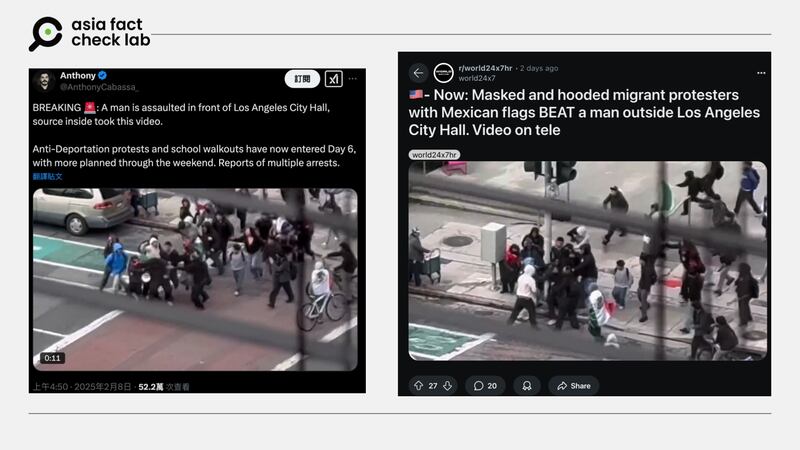 asia fact
check lab
Anthony
@AnthonyCabassa_
訂閱
BREAKING 🚨: A man is assaulted in front of Los Angeles City Hall,
source inside took this video.
Anti-Deportation protests and school walkouts have now entered Day 6,
with more planned through the weekend. Reports of multiple arrests.
翻譯貼文
0:11
上午4:50 · 2025年2月8日 · 52.2萬 次查看
r/world24x7hr · 2 days ago
world24x7
🇺🇸- Now: Masked and hooded migrant protesters
with Mexican flags BEAT a man outside Los Angeles
City Hall. Video on tele
world24x7hr
27
20
Share